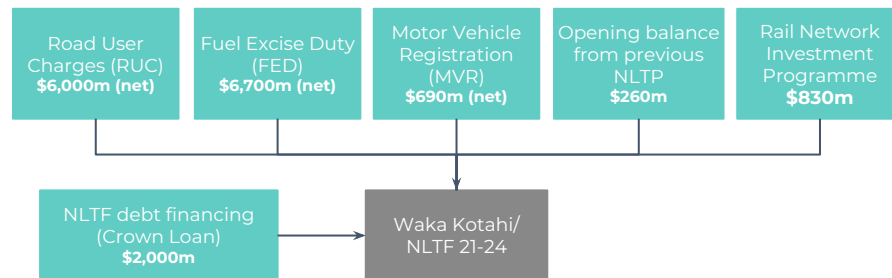 Road User
Charges (RUC)
$6,000m (net)
Fuel Excise Duty
(FED)
$6,700m (net)
Motor Vehicle
Registration
(MVR)
$690m (net)
Opening balance
from previous
NLTP
$260m
Rail Network
Investment
Programme
$830m
NLTF debt financing
(Crown Loan)
$2,000m
Waka Kotahi/
NLTF 21-24